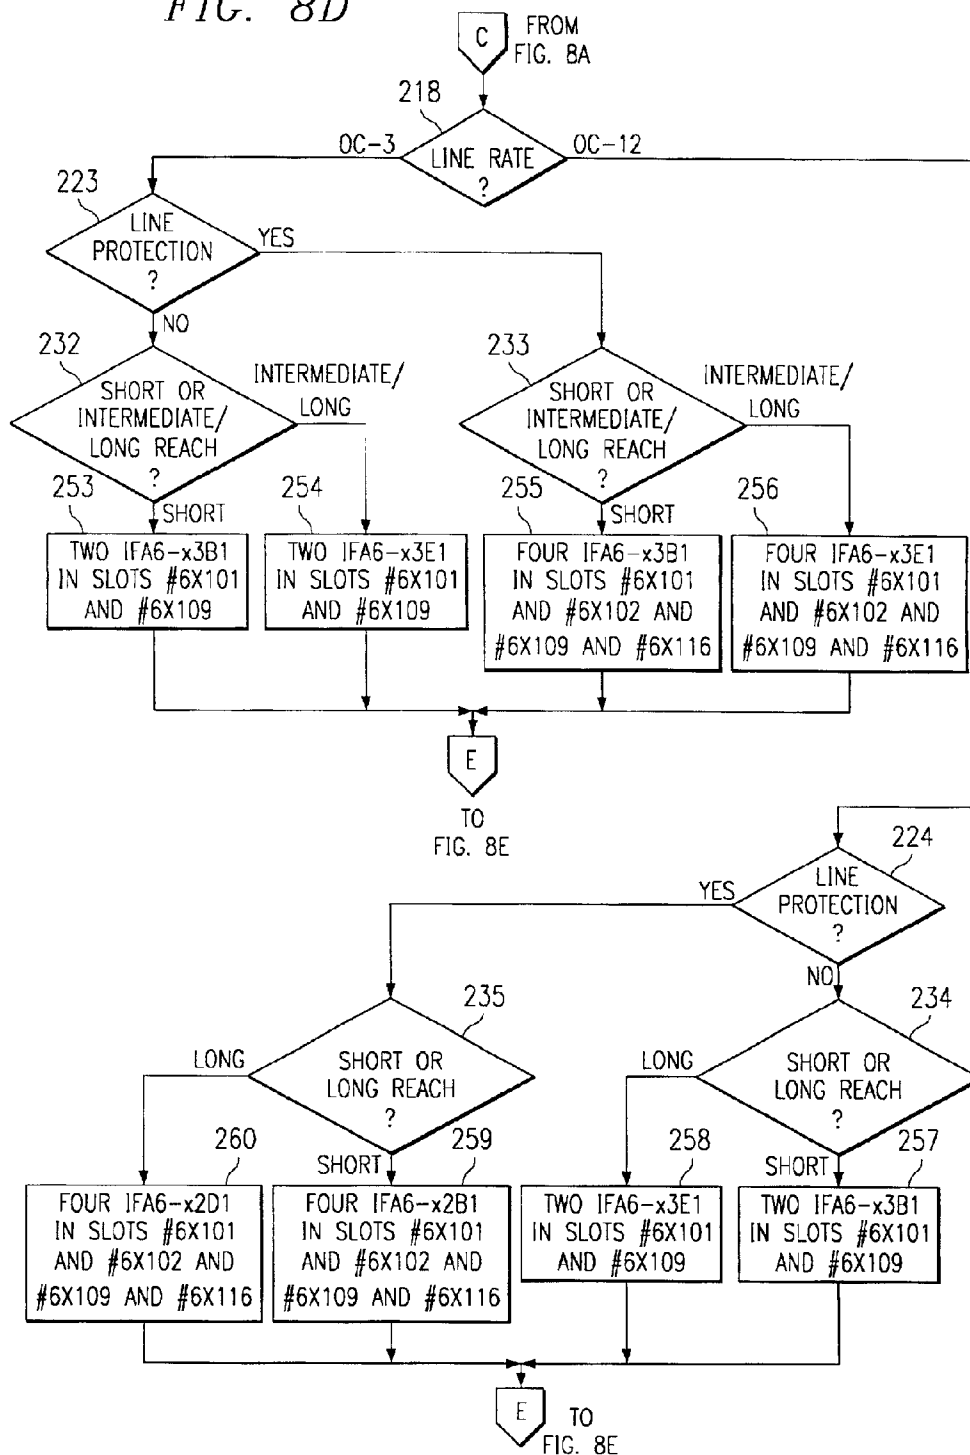 FIG. 8D
C
FROM
FIG. 8A
218
OC-3
LINE RATE
?
OC-12
223
LINE
PROTECTION
?
YES
NO
232
SHORT OR
INTERMEDIATE/
LONG REACH
?
INTERMEDIATE/
LONG
233
SHORT OR
INTERMEDIATE/
LONG REACH
?
INTERMEDIATE/
LONG
253
SHORT
254
255
SHORT
256
TWO IFA6-x3B1
IN SLOTS #6X101
AND #6X109
TWO IFA6-x3E1
IN SLOTS #6X101
AND #6X109
FOUR IFA6-x3B1
IN SLOTS #6X101
AND #6X102 AND
#6X109 AND #6X116
FOUR IFA6-x3E1
IN SLOTS #6X101
AND #6X102 AND
#6X109 AND #6X116
E
TO
FIG. 8E
224
LINE
PROTECTION
?
YES
NO
235
SHORT OR
LONG REACH
?
LONG
234
SHORT OR
LONG REACH
?
LONG
260
SHORT
259
258
SHORT
257
FOUR IFA6-x2D1
IN SLOTS #6X101
AND #6X102 AND
#6X109 AND #6X116
FOUR IFA6-x2B1
IN SLOTS #6X101
AND #6X102 AND
#6X109 AND #6X116
TWO IFA6-x3E1
IN SLOTS #6X101
AND #6X109
TWO IFA6-x3B1
IN SLOTS #6X101
AND #6X109
E
TO
FIG. 8E